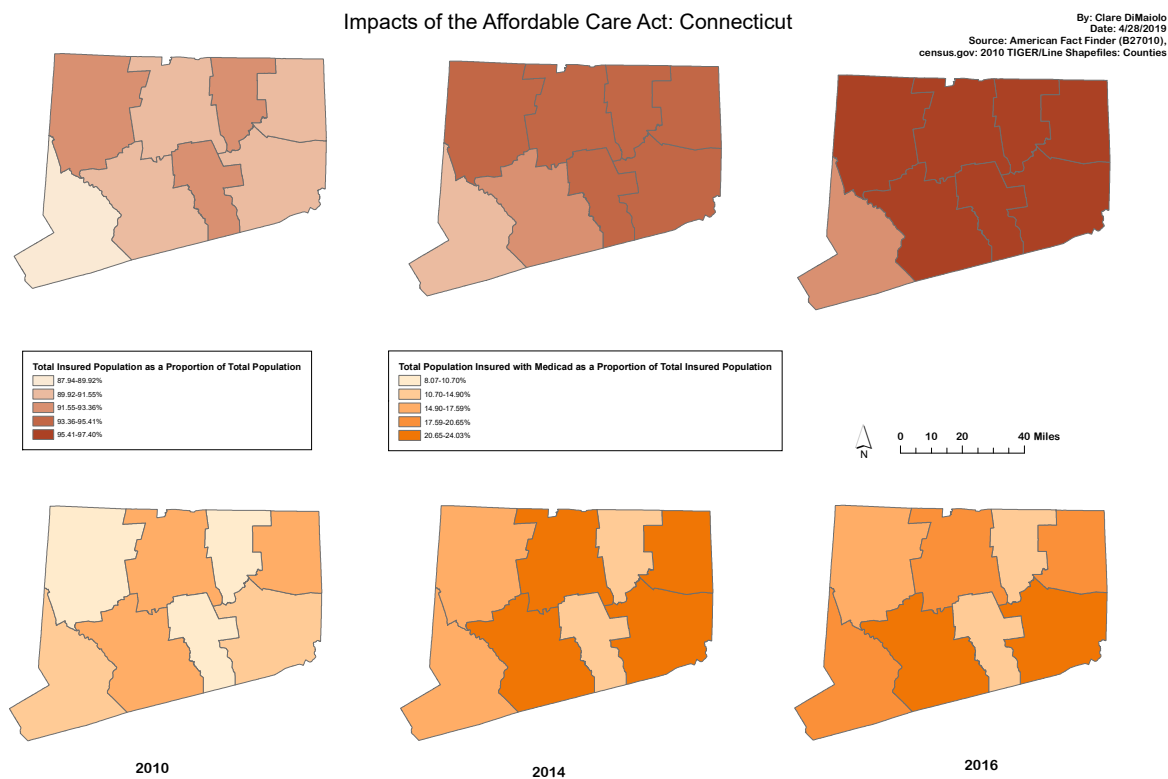 Impacts of the Affordable Care Act: Connecticut
By: Clare DiMaiolo
Date: 4/28/2019
Source: American Fact Finder (B27010),
census.gov: 2010 TIGER/Line Shapefiles: Counties
Total Insured Population as a Proportion of Total Population
87.94-89.92%
89.92-91.55%
91.55-93.36%
93.36-95.41%
95.41-97.40%
Total Population Insured with Medicad as a Proportion of Total Insured Population
8.07-10.70%
10.70-14.90%
14.90-17.59%
17.59-20.65%
20.65-24.03%
N
0 10 20 40 Miles
2010
2014
2016